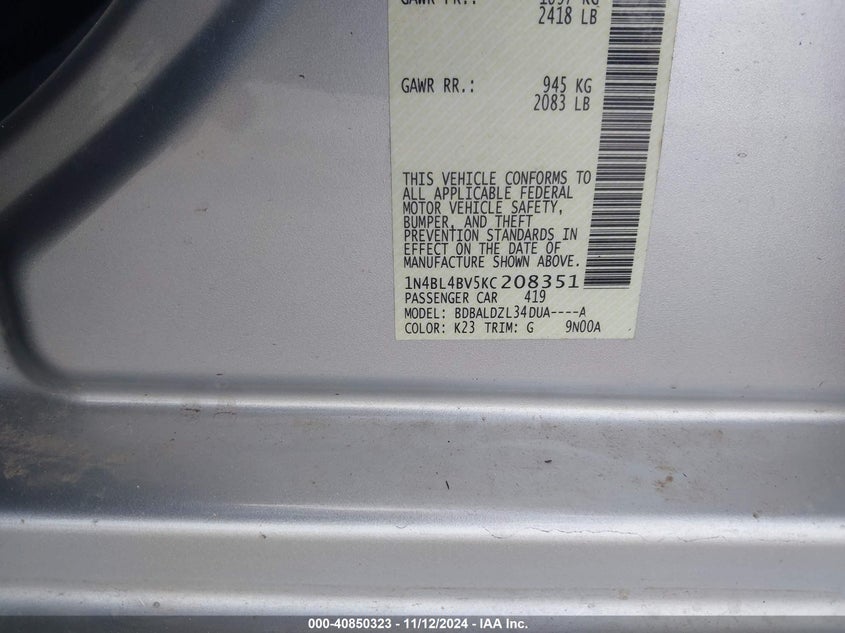 2418 LB
GAWR RR.: 945 KG
2083 LB
THIS VEHICLE CONFORMS TO
ALL APPLICABLE FEDERAL
MOTOR VEHICLE SAFETY,
BUMPER, AND THEFT
PREVENTION STANDARDS IN
EFFECT ON THE DATE OF
MANUFACTURE SHOWN ABOVE.
1N4BL4BV5KC208351
PASSENGER CAR 419
MODEL: BDBALDZL34DUA----A
COLOR: K23 TRIM: G 9N00A
000-40850323 - 11/12/2024 - IAA Inc.